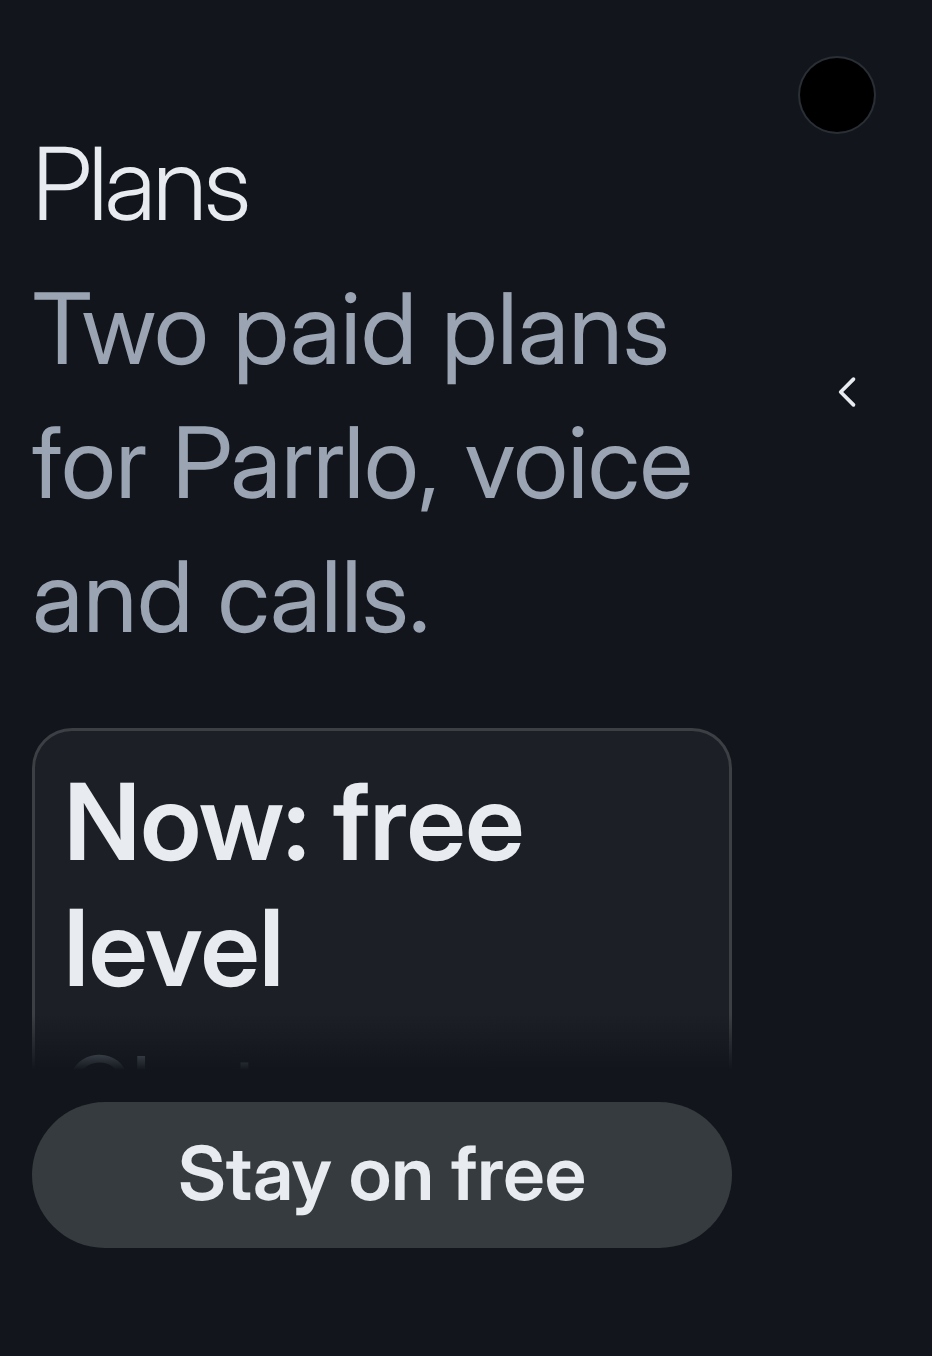 Plans
Two paid plans
for Parrlo, voice
and calls.
Now: free
level
Stay on free